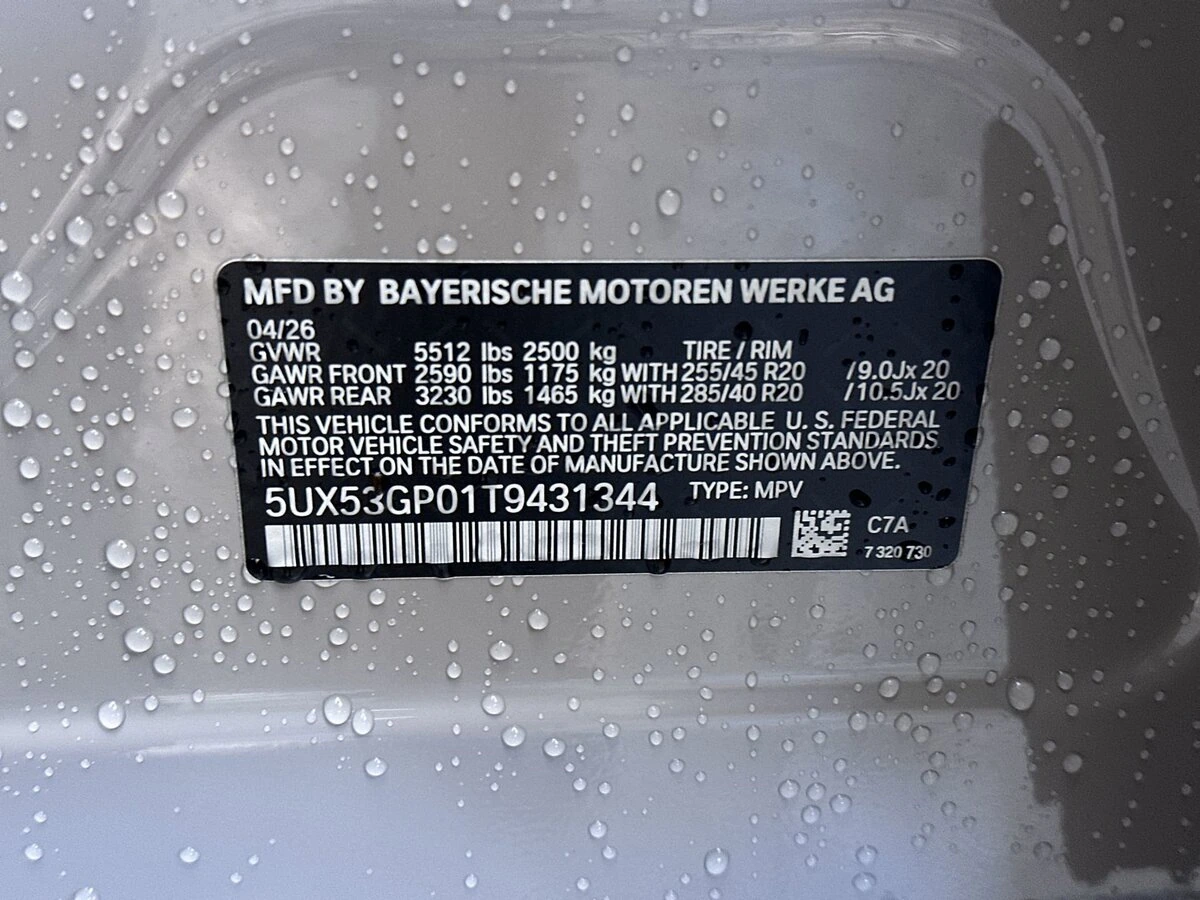 MFD BY BAYERISCHE MOTOREN WERKE AG
04/26
GVWR 5512 lbs 2500 kg TIRE / RIM
GAWR FRONT 2590 lbs 1175 kg WITH 255/45 R20 /9.0Jx 20
GAWR REAR 3230 lbs 1465 kg WITH 285/40 R20 /10.5Jx 20
THIS VEHICLE CONFORMS TO ALL APPLICABLE U. S. FEDERAL
MOTOR VEHICLE SAFETY AND THEFT PREVENTION STANDARDS
IN EFFECT ON THE DATE OF MANUFACTURE SHOWN ABOVE.
5UX53GP01T9431344 TYPE: MPV
C7A
7 320 730